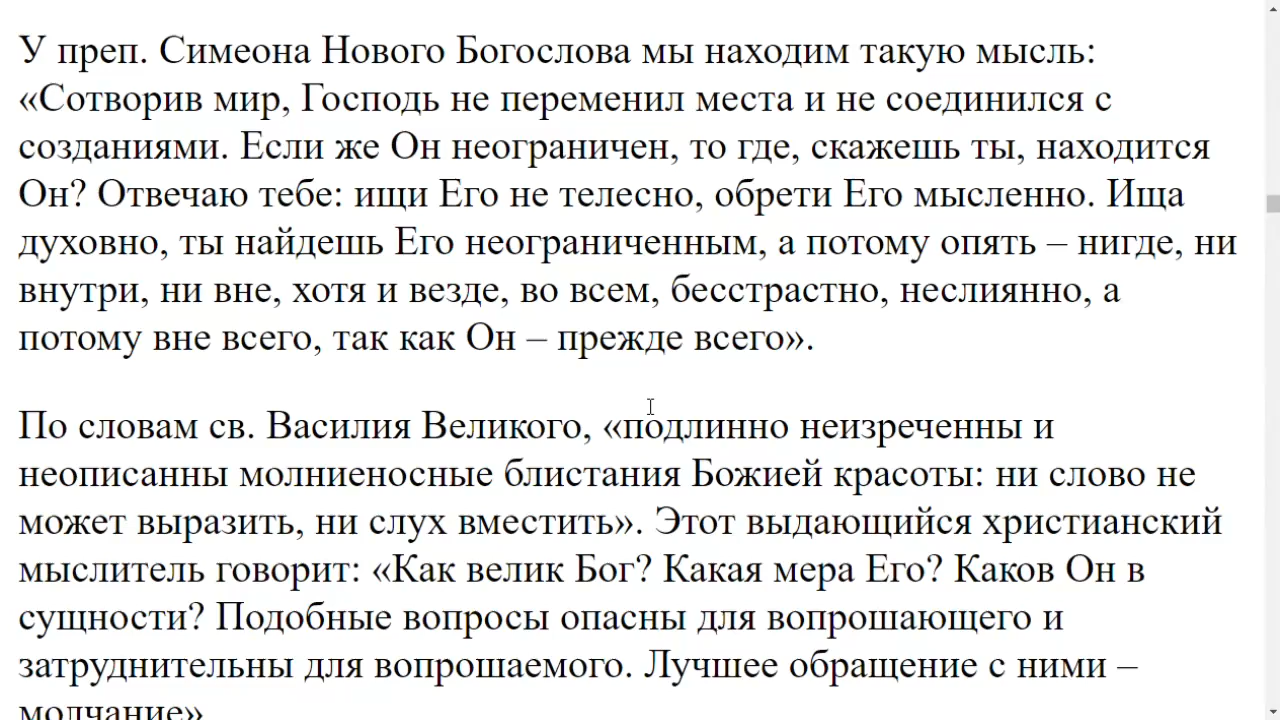 У преп. Симеона Нового Богослова мы находим такую мысль:
«Сотворив мир, Господь не переменил места и не соединился с
созданиями. Если же Он неограничен, то где, скажешь ты, находится
Он? Отвечаю тебе: ищи Его не телесно, обрети Его мысленно. Ища
духовно, ты найдешь Его неограниченным, а потому опять – нигде, ни
внутри, ни вне, хотя и везде, во всем, бесстрастно, неслиянно, а
потому вне всего, так как Он – прежде всего».
По словам св. Василия Великого, «подлинно неизреченны и
неописанны молниеносные блистания Божией красоты: ни слово не
может выразить, ни слух вместить». Этот выдающийся христианский
мыслитель говорит: «Как велик Бог? Какая мера Его? Каков Он в
сущности? Подобные вопросы опасны для вопрошающего и
затруднительны для вопрошаемого. Лучшее обращение с ними –
молчание»